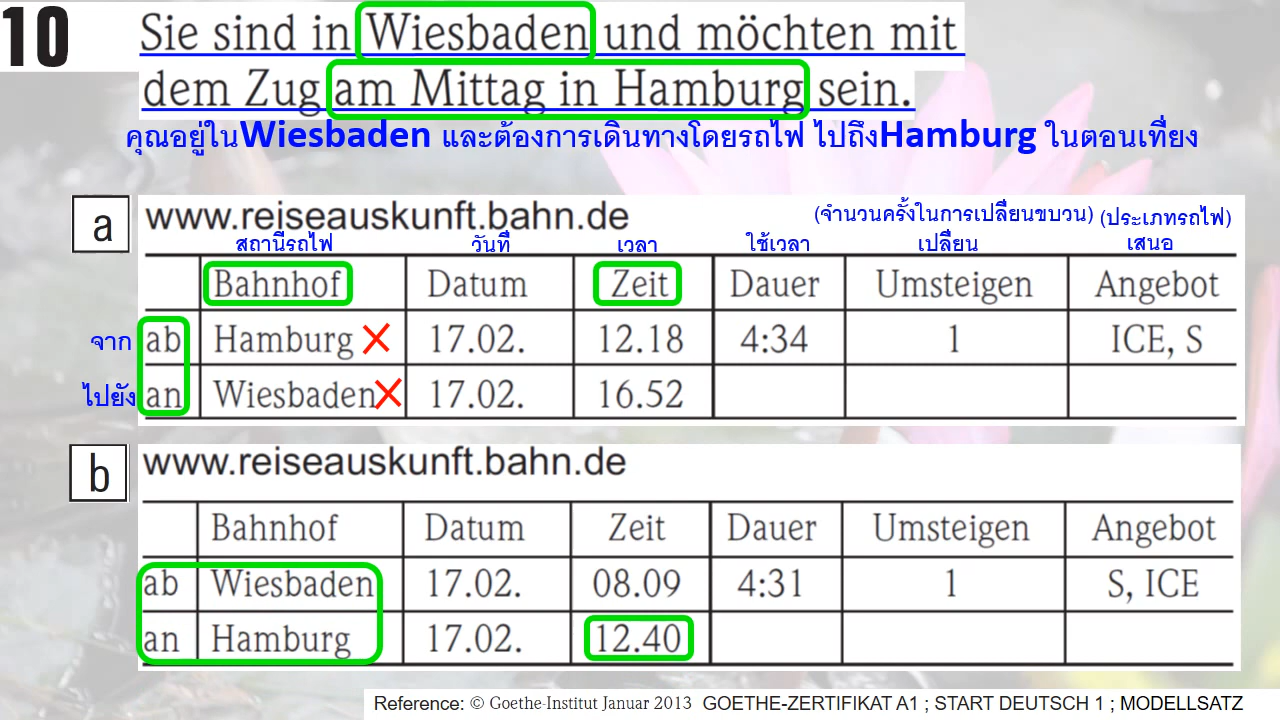 10
Sie sind in Wiesbaden und möchten mit
dem Zug am Mittag in Hamburg sein.
คุณอยู่ในWiesbaden และต้องการเดินทางโดยรถไฟ ไปถึงHamburg ในตอนเที่ยง
a
www.reiseauskunft.bahn.de
(จำนวนครั้งในการเปลี่ยนขบวน) (ประเภทรถไฟ)
สถานีรถไฟ วันที่ เวลา ใช้เวลา เปลี่ยน เสนอ
Bahnhof Datum Zeit Dauer Umsteigen Angebot
จาก ab Hamburg 17.02. 12.18 4:34 1 ICE, S
ไปยัง an Wiesbaden 17.02. 16.52
b
www.reiseauskunft.bahn.de
Bahnhof Datum Zeit Dauer Umsteigen Angebot
ab Wiesbaden 17.02. 08.09 4:31 1 S, ICE
an Hamburg 17.02. 12.40
Reference: © Goethe-Institut Januar 2013 GOETHE-ZERTIFIKAT A1 ; START DEUTSCH 1 ; MODELLSATZ